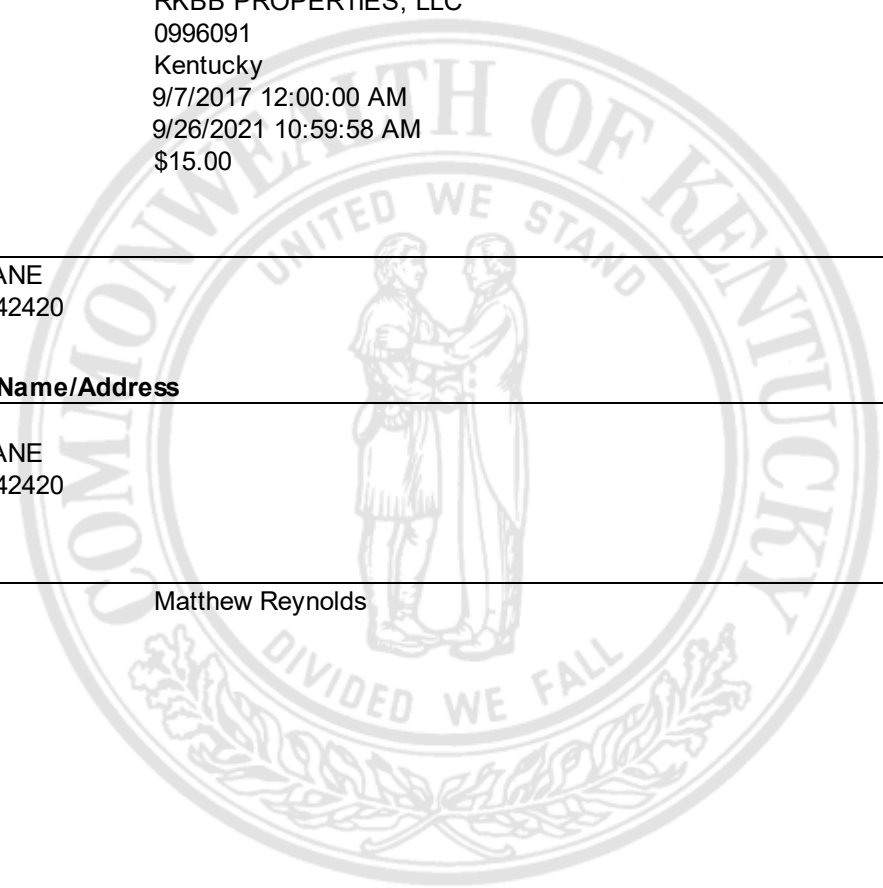 RKBB PROPERTIES, LLC
0996091
Kentucky
9/7/2017 12:00:00 AM
9/26/2021 10:59:58 AM
$15.00
ANE
42420
Name/Address
ANE
42420
Matthew Reynolds
COMMONWEALTH OF KENTUCKY
UNITED WE STAND
DIVIDED WE FALL